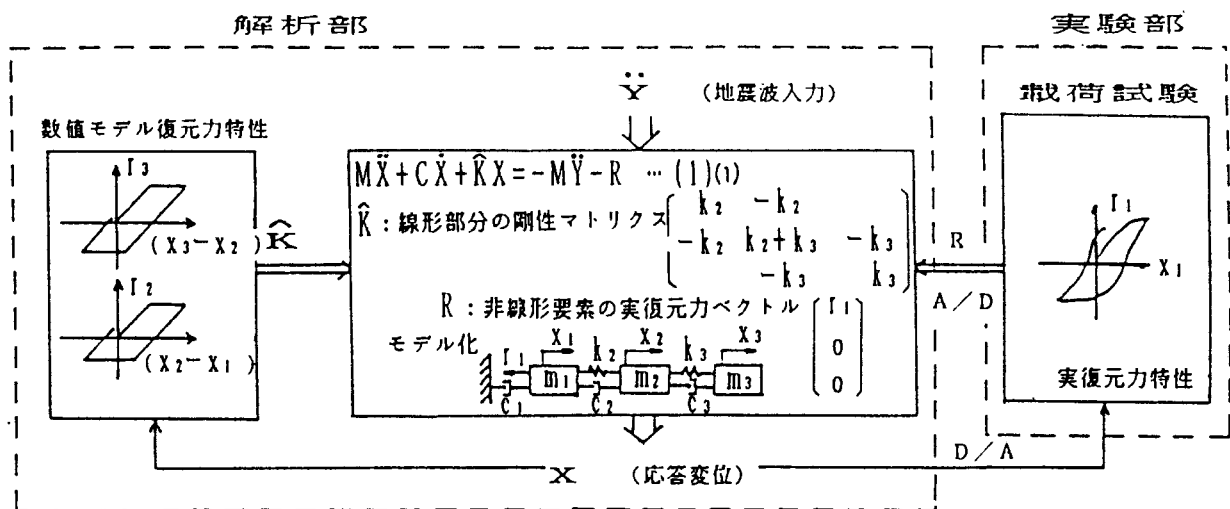 解析部
実験部
Ÿ (地震波入力)
載荷試験
数値モデル復元力特性
r3
(X3−X2)
r2
(X2−X1)
K̂
MẌ+CẊ+K̂X=−MŸ−R … (1)(1)
K̂:線形部分の剛性マトリクス
k2 −k2
−k2 k2+k3 −k3
−k3 k3
R:非線形要素の実復元力ベクトル
r1
0
0
モデル化
r1 X1 k2 X2 k3 X3
m1 m2 m3
C1 C2 C3
R
A/D
r1
X1
実復元力特性
D/A
X (応答変位)